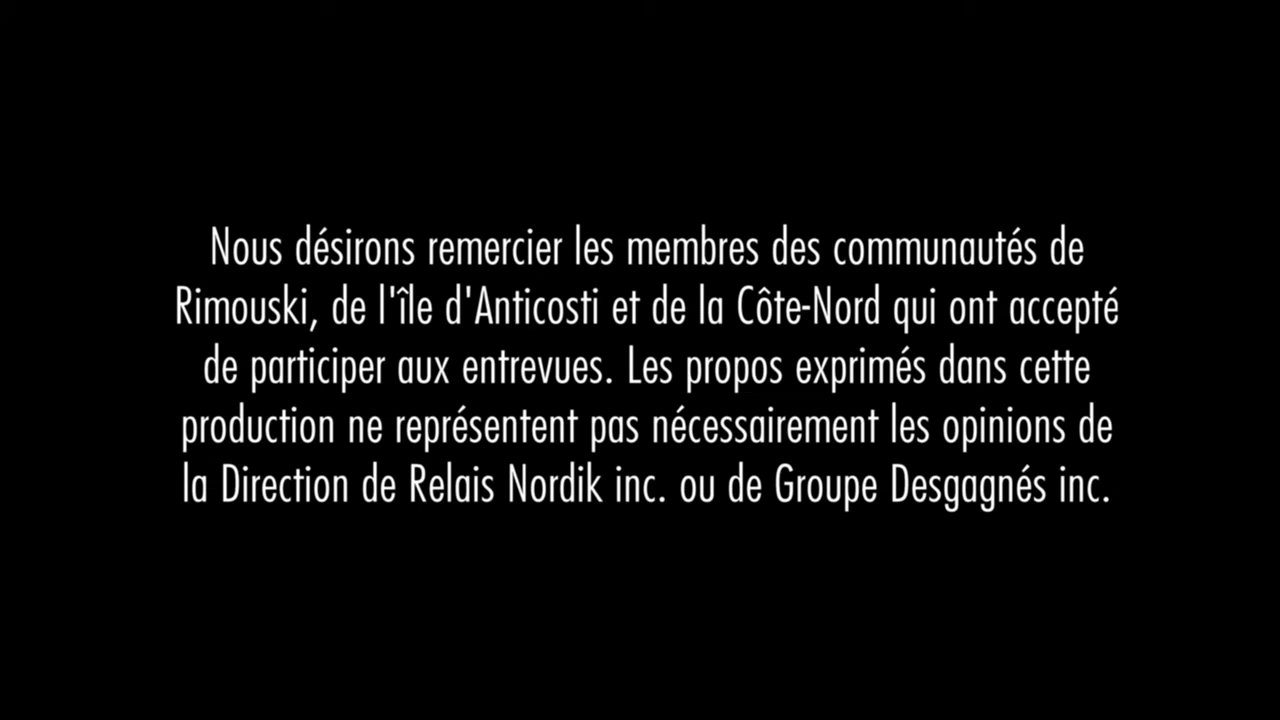 Nous désirons remercier les membres des communautés de
Rimouski, de l'île d'Anticosti et de la Côte-Nord qui ont accepté
de participer aux entrevues. Les propos exprimés dans cette
production ne représentent pas nécessairement les opinions de
la Direction de Relais Nordik inc. ou de Groupe Desgagnés inc.